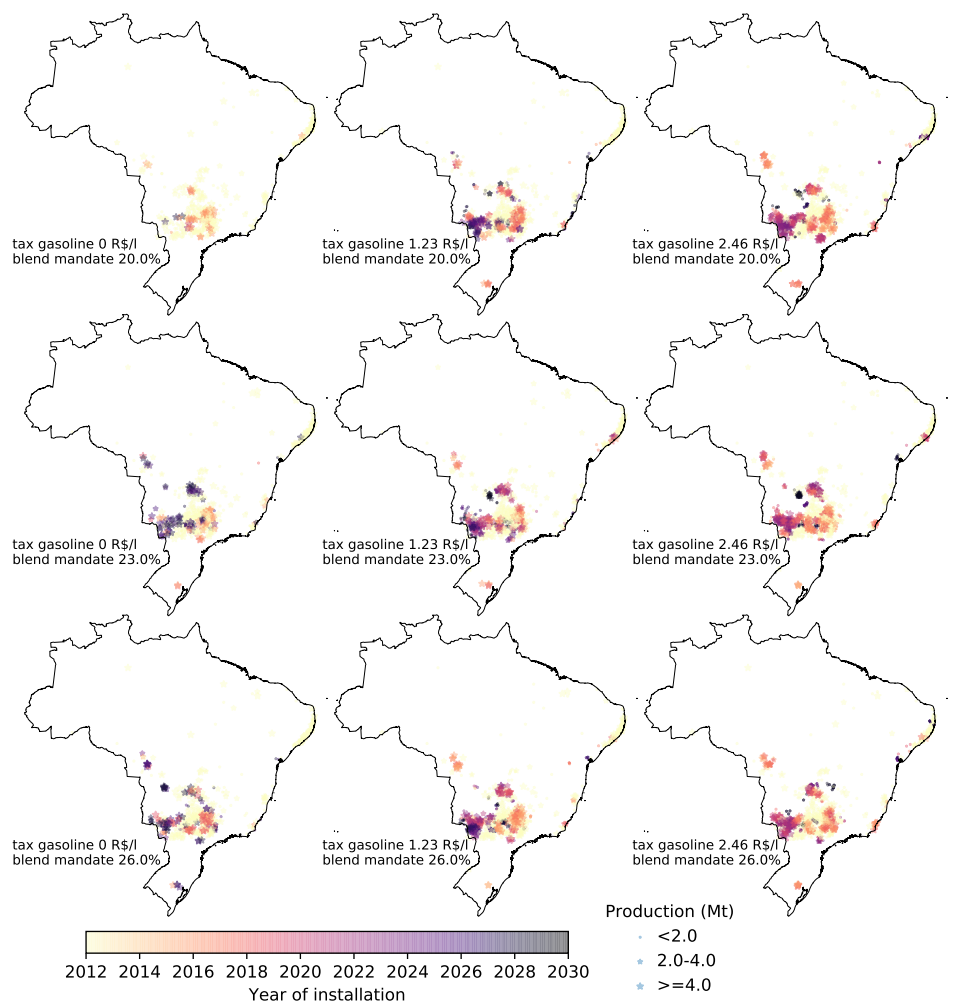 tax gasoline 0 R$/l
blend mandate 20.0%
tax gasoline 1.23 R$/l
blend mandate 20.0%
tax gasoline 2.46 R$/l
blend mandate 20.0%
tax gasoline 0 R$/l
blend mandate 23.0%
tax gasoline 1.23 R$/l
blend mandate 23.0%
tax gasoline 2.46 R$/l
blend mandate 23.0%
tax gasoline 0 R$/l
blend mandate 26.0%
tax gasoline 1.23 R$/l
blend mandate 26.0%
tax gasoline 2.46 R$/l
blend mandate 26.0%
2012 2014 2016 2018 2020 2022 2024 2026 2028 2030
Year of installation
Production (Mt)
<2.0
2.0-4.0
>=4.0